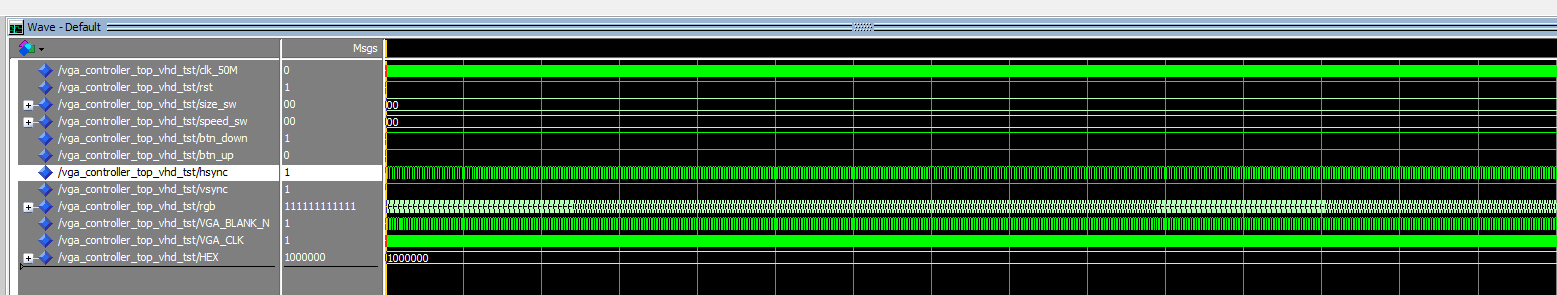 Wave - Default
Msgs
/vga_controller_top_vhd_tst/clk_50M 0
/vga_controller_top_vhd_tst/rst 1
/vga_controller_top_vhd_tst/size_sw 00 00
/vga_controller_top_vhd_tst/speed_sw 00 00
/vga_controller_top_vhd_tst/btn_down 1
/vga_controller_top_vhd_tst/btn_up 0
/vga_controller_top_vhd_tst/hsync 1
/vga_controller_top_vhd_tst/vsync 1
/vga_controller_top_vhd_tst/rgb 111111111111
/vga_controller_top_vhd_tst/VGA_BLANK_N 1
/vga_controller_top_vhd_tst/VGA_CLK 1
/vga_controller_top_vhd_tst/HEX 1000000 1000000